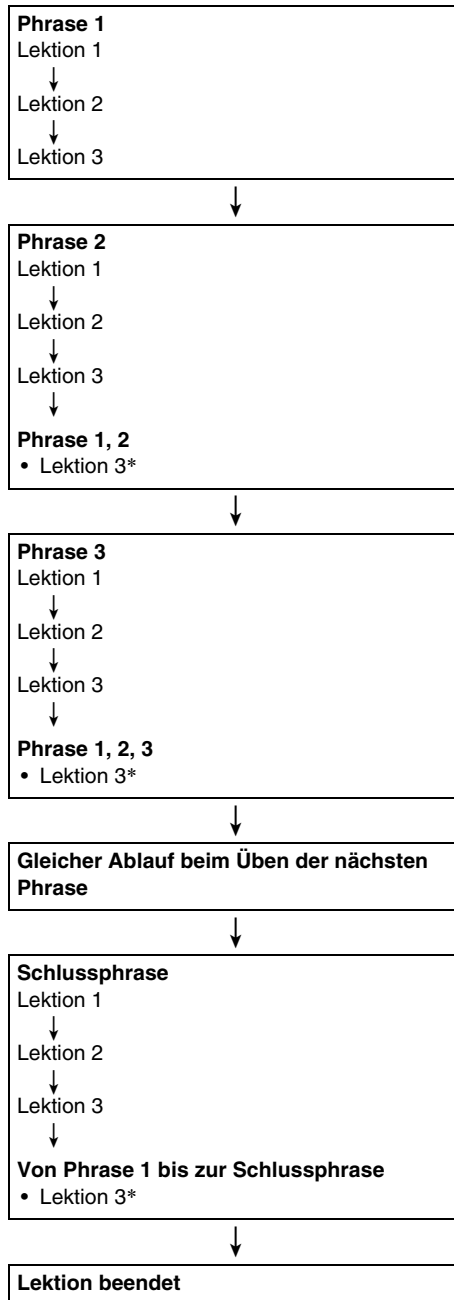 Phrase 1
Lektion 1
Lektion 2
Lektion 3
Phrase 2
Lektion 1
Lektion 2
Lektion 3
Phrase 1, 2
• Lektion 3*
Phrase 3
Lektion 1
Lektion 2
Lektion 3
Phrase 1, 2, 3
• Lektion 3*
Gleicher Ablauf beim Üben der nächsten
Phrase
Schlussphrase
Lektion 1
Lektion 2
Lektion 3
Von Phrase 1 bis zur Schlussphrase
• Lektion 3*
Lektion beendet